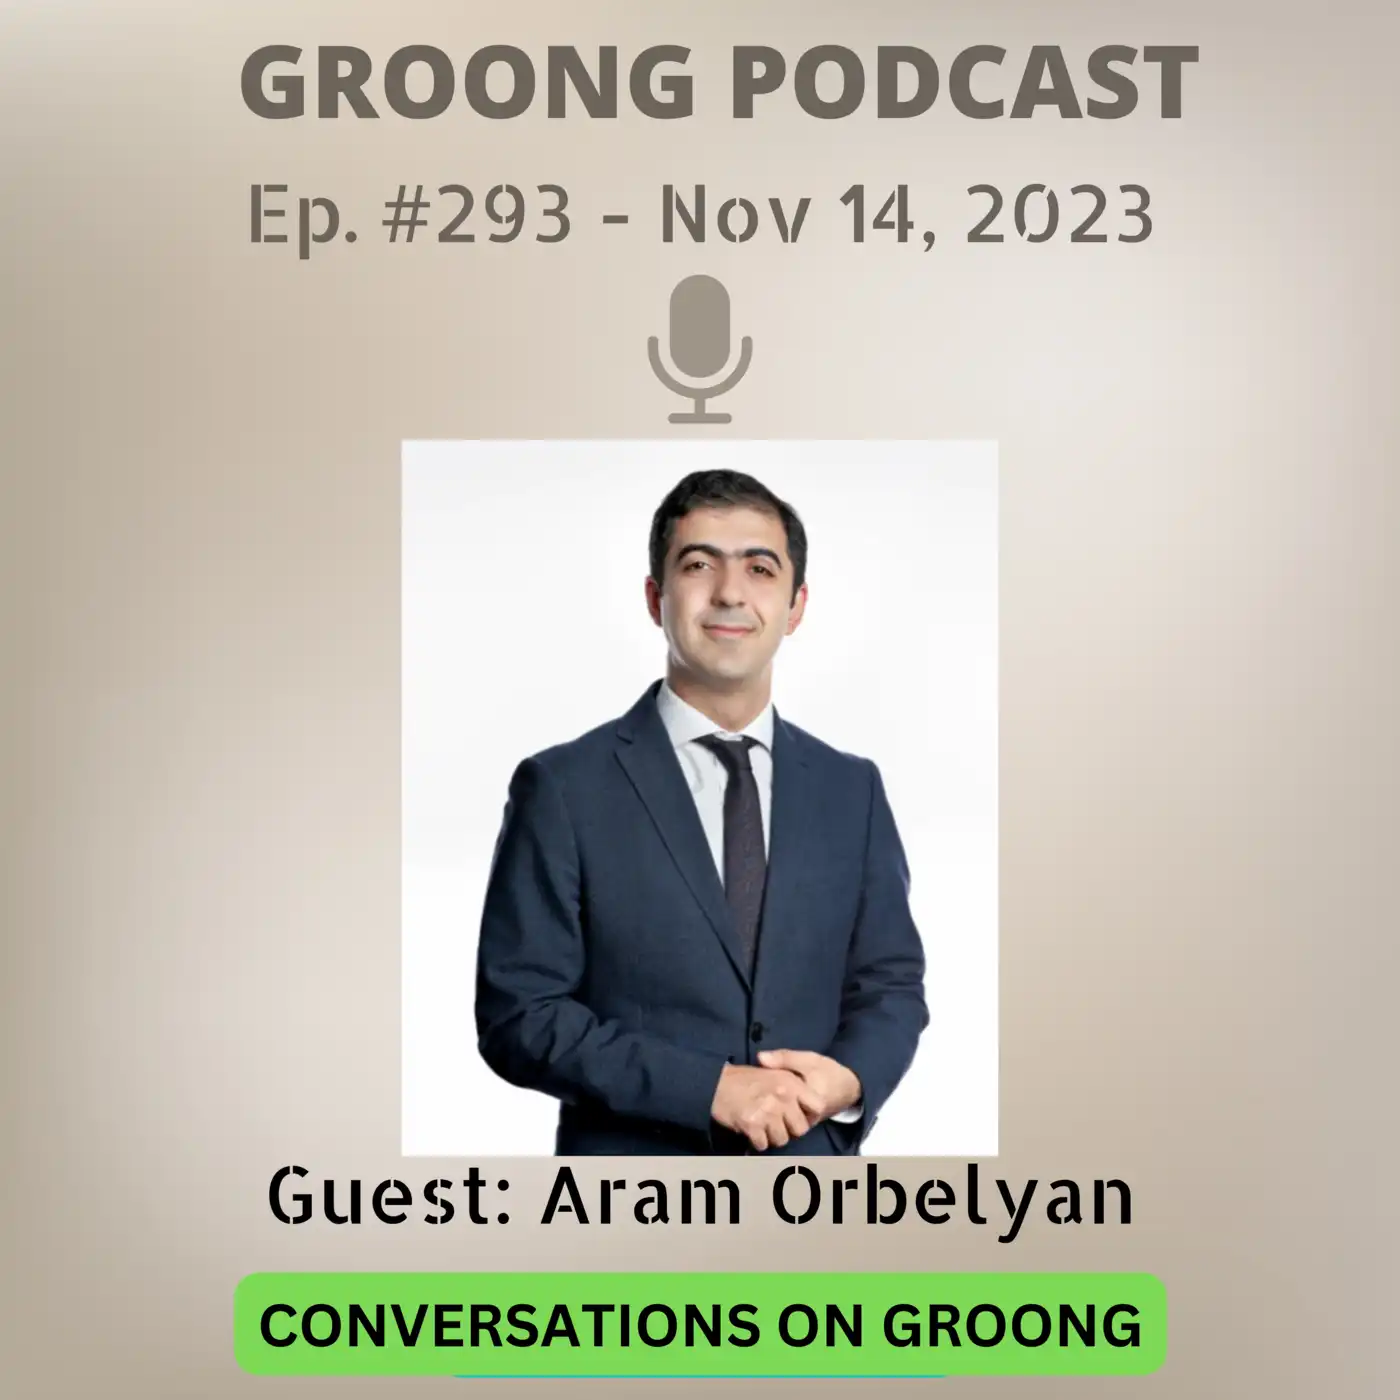 GROONG PODCAST
Ep. #293 - Nov 14, 2023
Guest: Aram Orbelyan
CONVERSATIONS ON GROONG